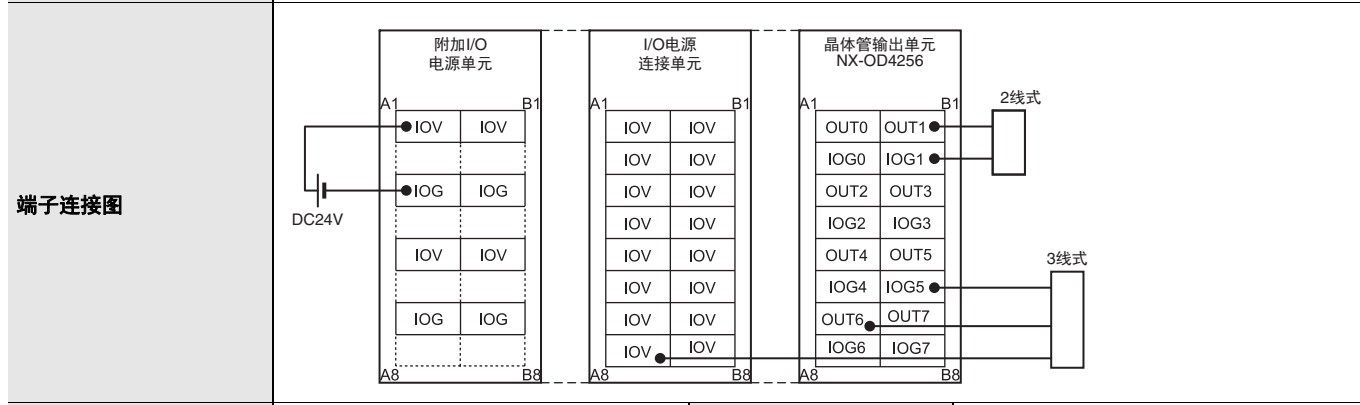 端子连接图
附加I/O
电源单元
A1 B1
IOV IOV
IOG IOG
IOV IOV
IOG IOG
A8 B8
DC24V
I/O电源
连接单元
A1 B1
IOV IOV
IOV IOV
IOV IOV
IOV IOV
IOV IOV
IOV IOV
IOV IOV
IOV IOV
A8 B8
晶体管输出单元
NX-OD4256
A1 B1
OUT0 OUT1
IOG0 IOG1
OUT2 OUT3
IOG2 IOG3
OUT4 OUT5
IOG4 IOG5
OUT6 OUT7
IOG6 IOG7
A8 B8
2线式
3线式